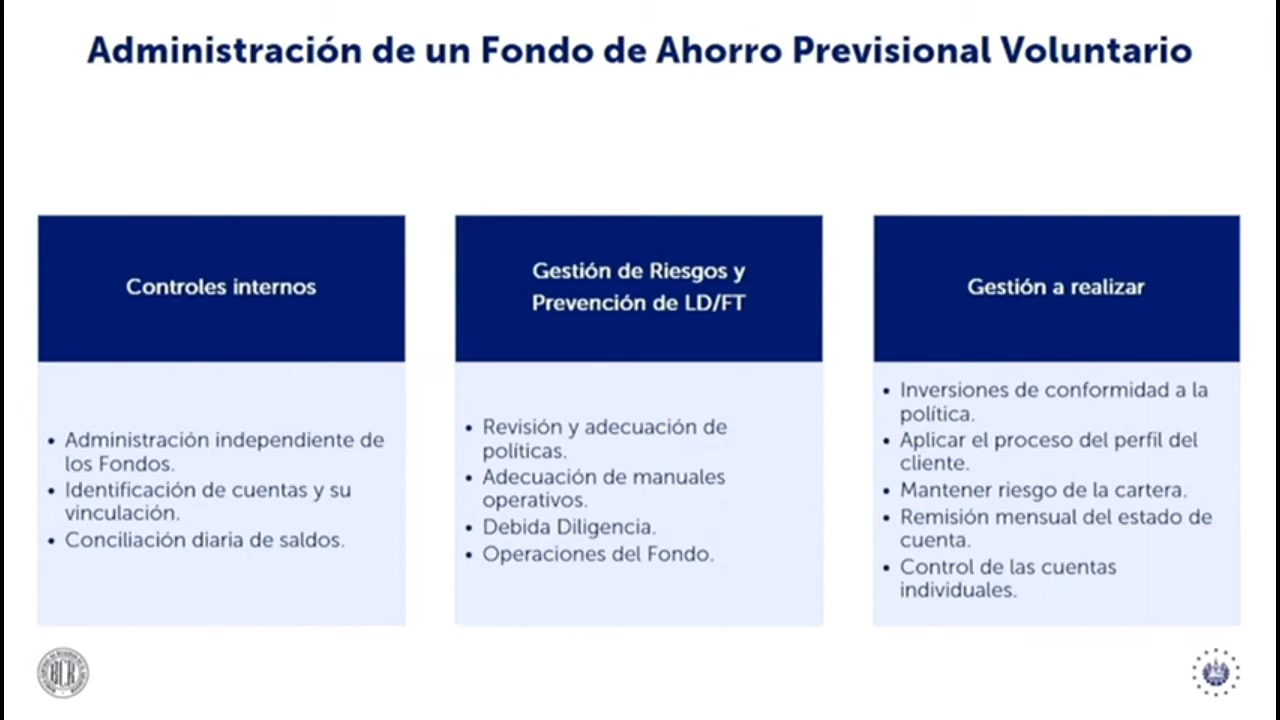 Administración de un Fondo de Ahorro Previsional Voluntario
Controles internos
• Administración independiente de
los Fondos.
• Identificación de cuentas y su
vinculación.
• Conciliación diaria de saldos.
Gestión de Riesgos y
Prevención de LD/FT
• Revisión y adecuación de
políticas.
• Adecuación de manuales
operativos.
• Debida Diligencia.
• Operaciones del Fondo.
Gestión a realizar
• Inversiones de conformidad a la
política.
• Aplicar el proceso del perfil del
cliente.
• Mantener riesgo de la cartera.
• Remisión mensual del estado de
cuenta.
• Control de las cuentas
individuales.
BCR